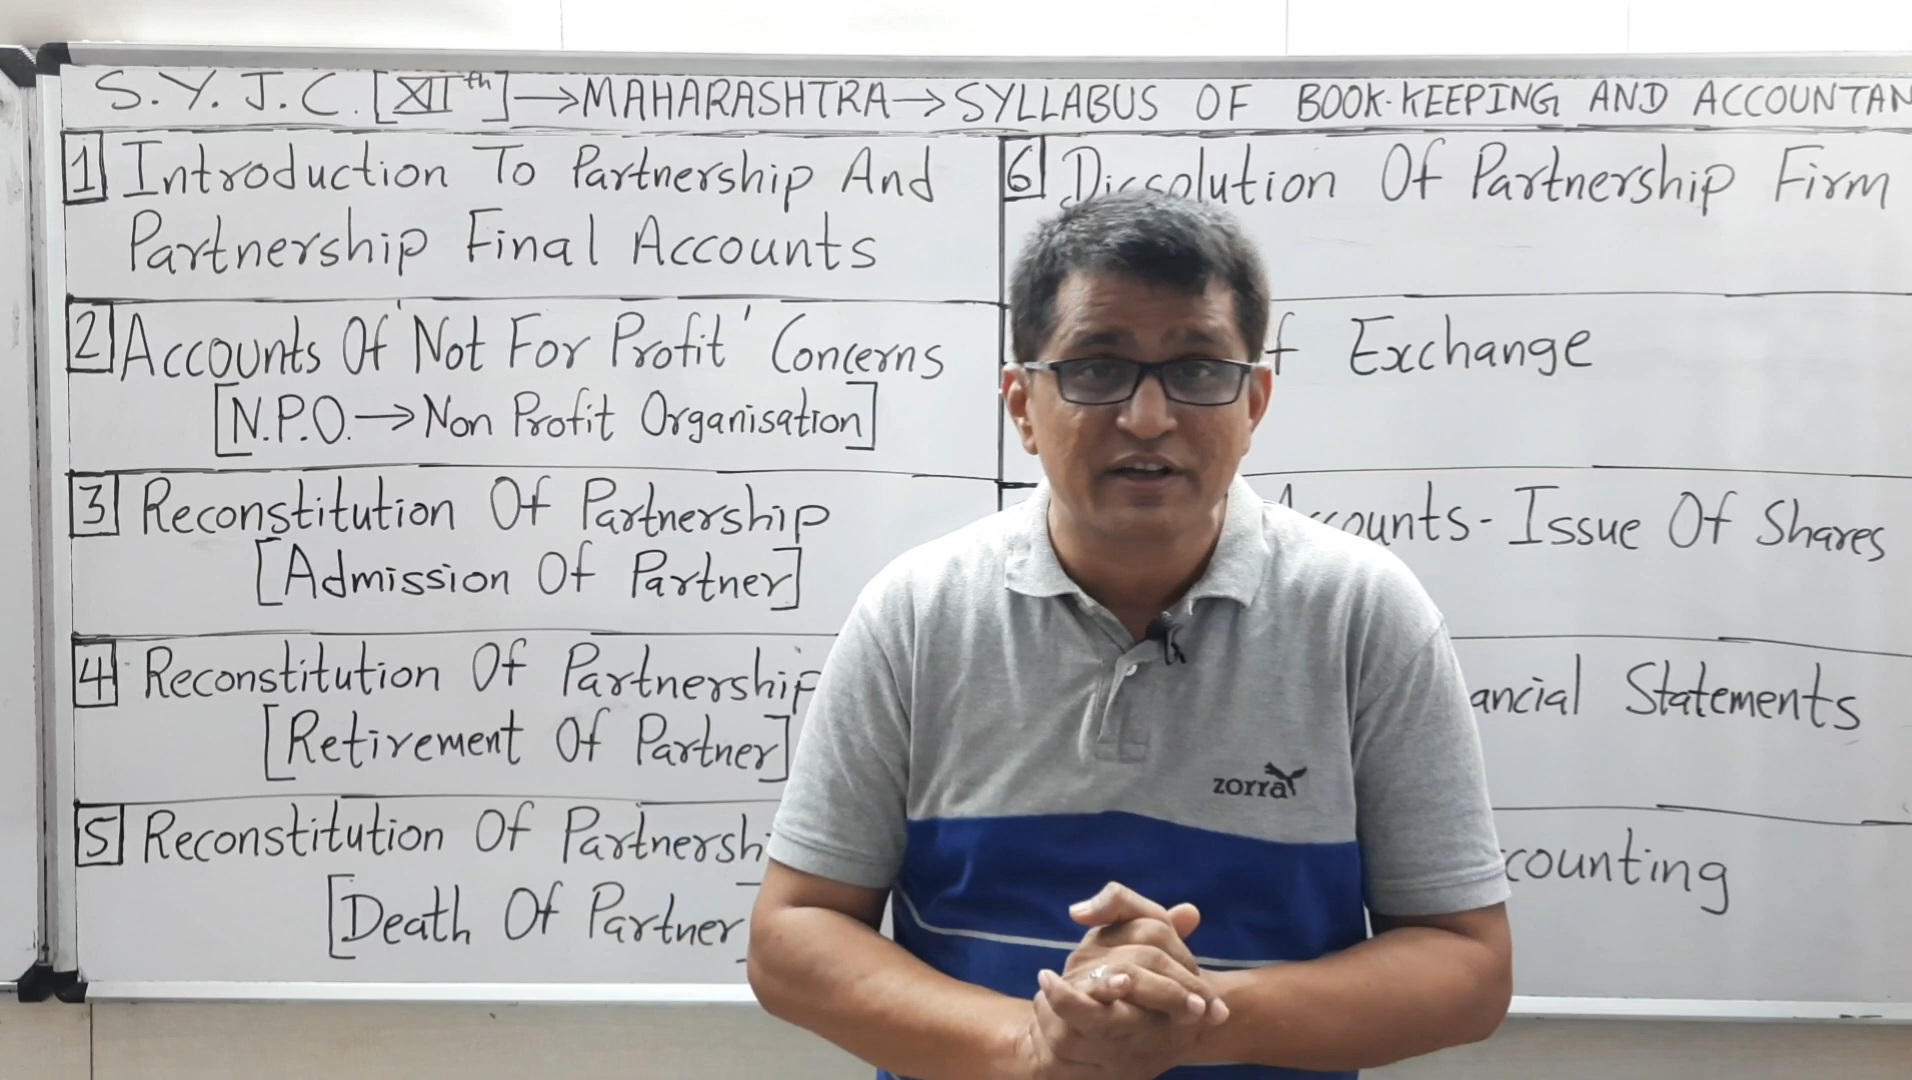 S.Y.J.C. [XIIth]→MAHARASHTRA→SYLLABUS OF BOOK-KEEPING AND ACCOUNTAN
1 Introduction To Partnership And
Partnership Final Accounts
2 Accounts Of 'Not For Profit' Concerns
[N.P.O.→Non Profit Organisation]
3 Reconstitution Of Partnership
[Admission Of Partner]
4 Reconstitution Of Partnership
[Retirement Of Partner]
5 Reconstitution Of Partnershi
[Death Of Partner
6 Dissolution Of Partnership Firm
f Exchange
ccounts-Issue Of Shares
ancial Statements
counting
zorra